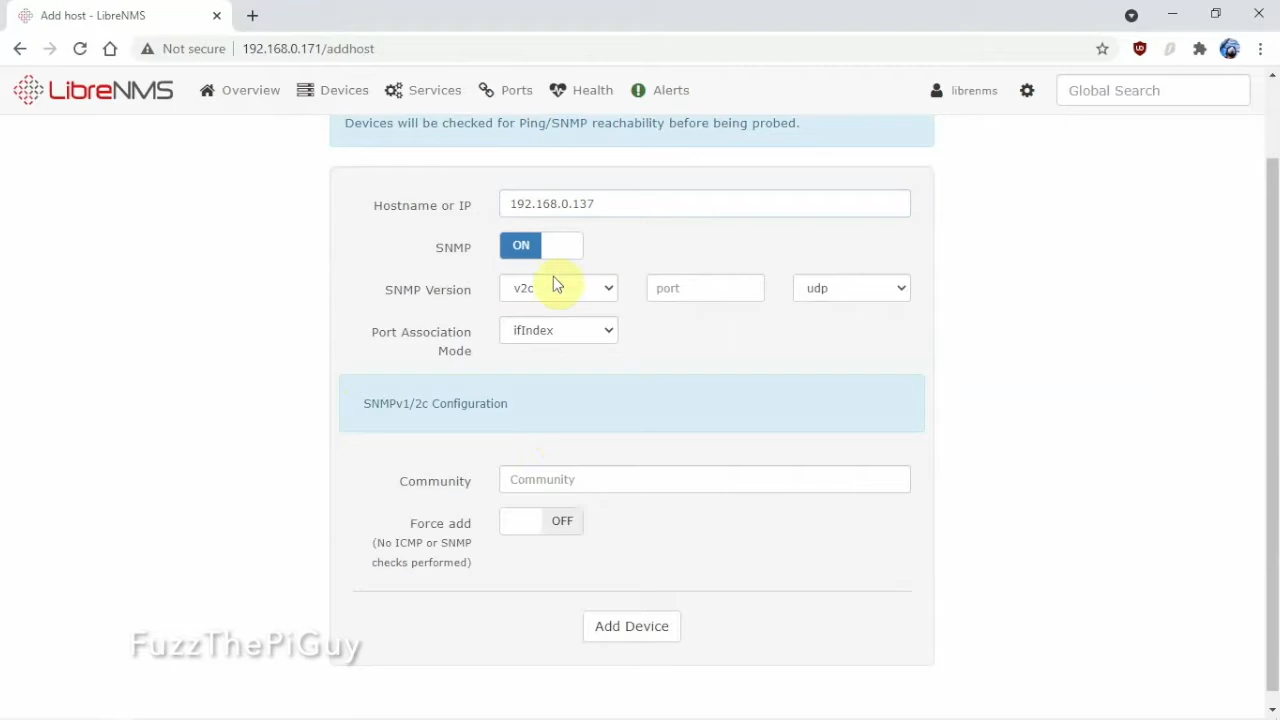 Add host - LibreNMS
Not secure 192.168.0.171/addhost
LibreNMS Overview Devices Services Ports Health Alerts librenms Global Search
Devices will be checked for Ping/SNMP reachability before being probed.
Hostname or IP 192.168.0.137
SNMP ON
SNMP Version v2c port udp
Port Association Mode ifIndex
SNMPv1/2c Configuration
Community Community
Force add OFF
(No ICMP or SNMP
checks performed)
Add Device
FuzzThePiGuy